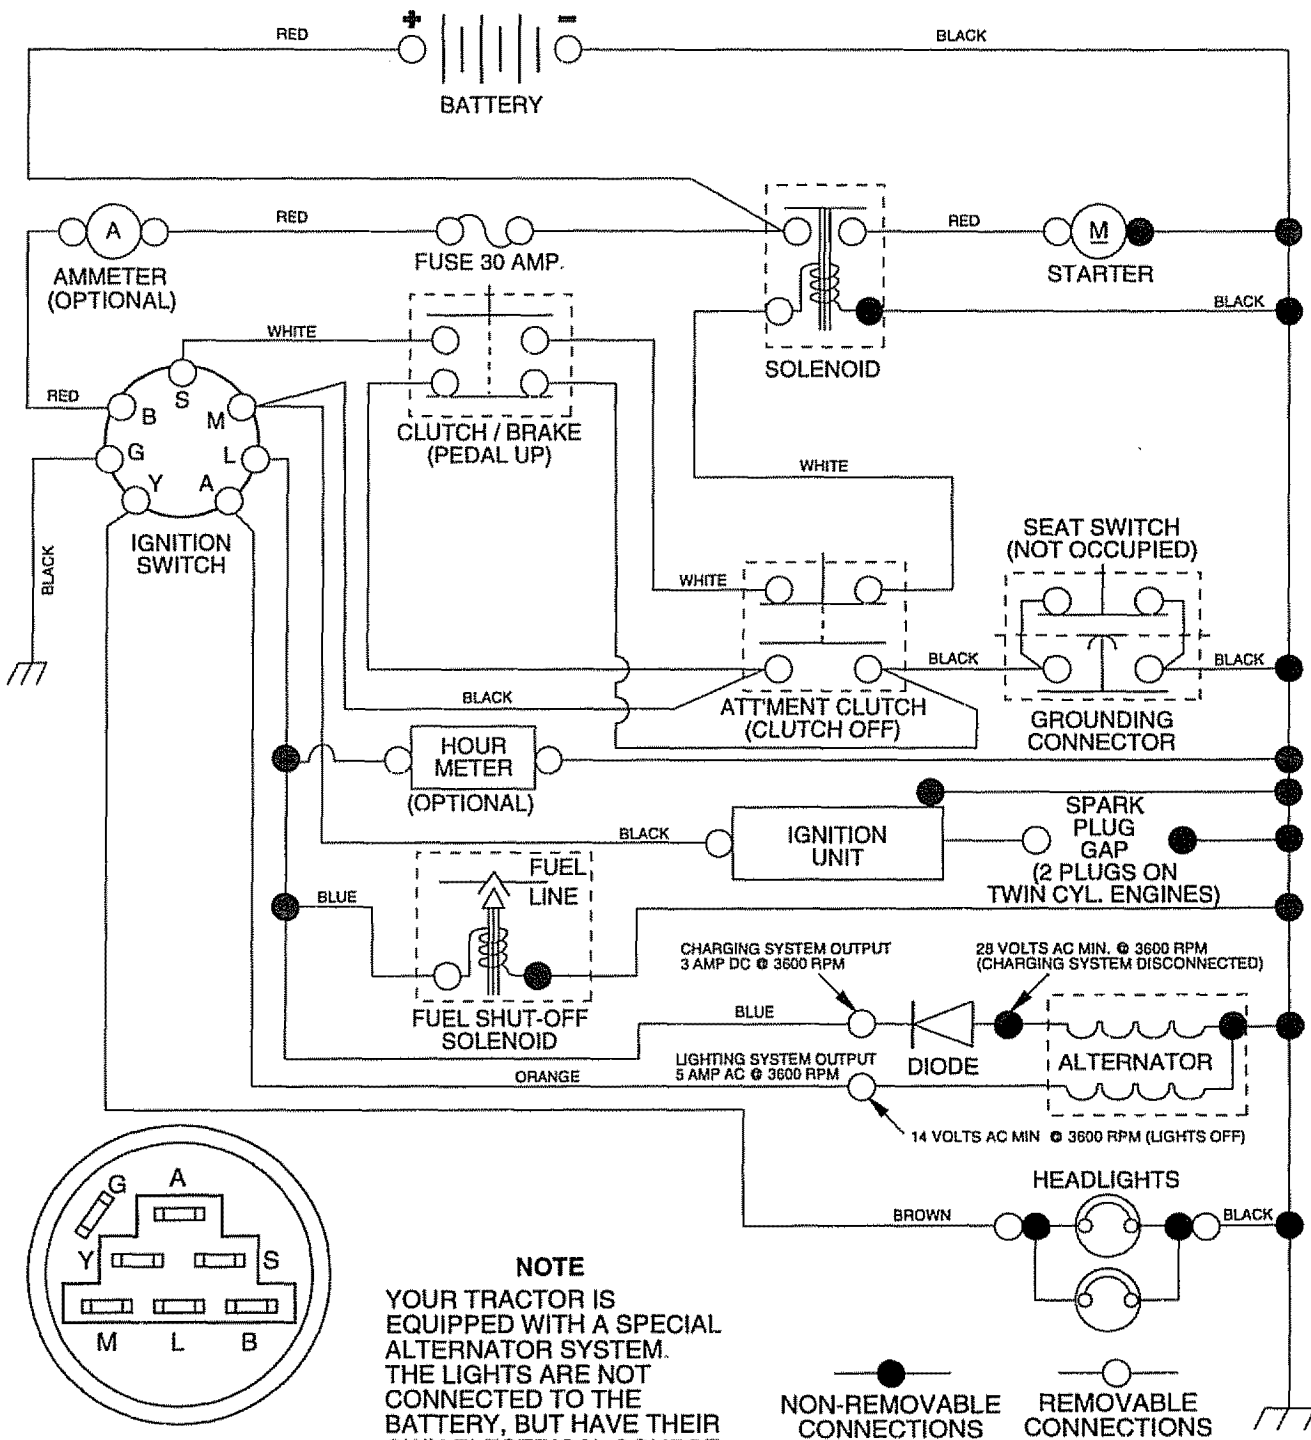 + -
RED
BLACK
BATTERY
A
RED
RED
M
AMMETER
(OPTIONAL)
FUSE 30 AMP.
STARTER
WHITE
BLACK
SOLENOID
RED
B
S
M
G
L
Y
A
CLUTCH / BRAKE
(PEDAL UP)
WHITE
IGNITION
SWITCH
BLACK
SEAT SWITCH
(NOT OCCUPIED)
WHITE
BLACK
BLACK
BLACK
ATT'MENT CLUTCH
(CLUTCH OFF)
GROUNDING
CONNECTOR
HOUR
METER
(OPTIONAL)
BLACK
IGNITION
UNIT
SPARK
PLUG
GAP
(2 PLUGS ON
TWIN CYL. ENGINES)
FUEL
LINE
BLUE
FUEL SHUT-OFF
SOLENOID
CHARGING SYSTEM OUTPUT
3 AMP DC @ 3600 RPM
28 VOLTS AC MIN. @ 3600 RPM
(CHARGING SYSTEM DISCONNECTED)
BLUE
DIODE
ALTERNATOR
LIGHTING SYSTEM OUTPUT
5 AMP AC @ 3600 RPM
ORANGE
14 VOLTS AC MIN @ 3600 RPM (LIGHTS OFF)
HEADLIGHTS
BROWN
BLACK
G
A
Y
S
M
L
B
NOTE
YOUR TRACTOR IS
EQUIPPED WITH A SPECIAL
ALTERNATOR SYSTEM.
THE LIGHTS ARE NOT
CONNECTED TO THE
BATTERY, BUT HAVE THEIR
NON-REMOVABLE
CONNECTIONS
REMOVABLE
CONNECTIONS